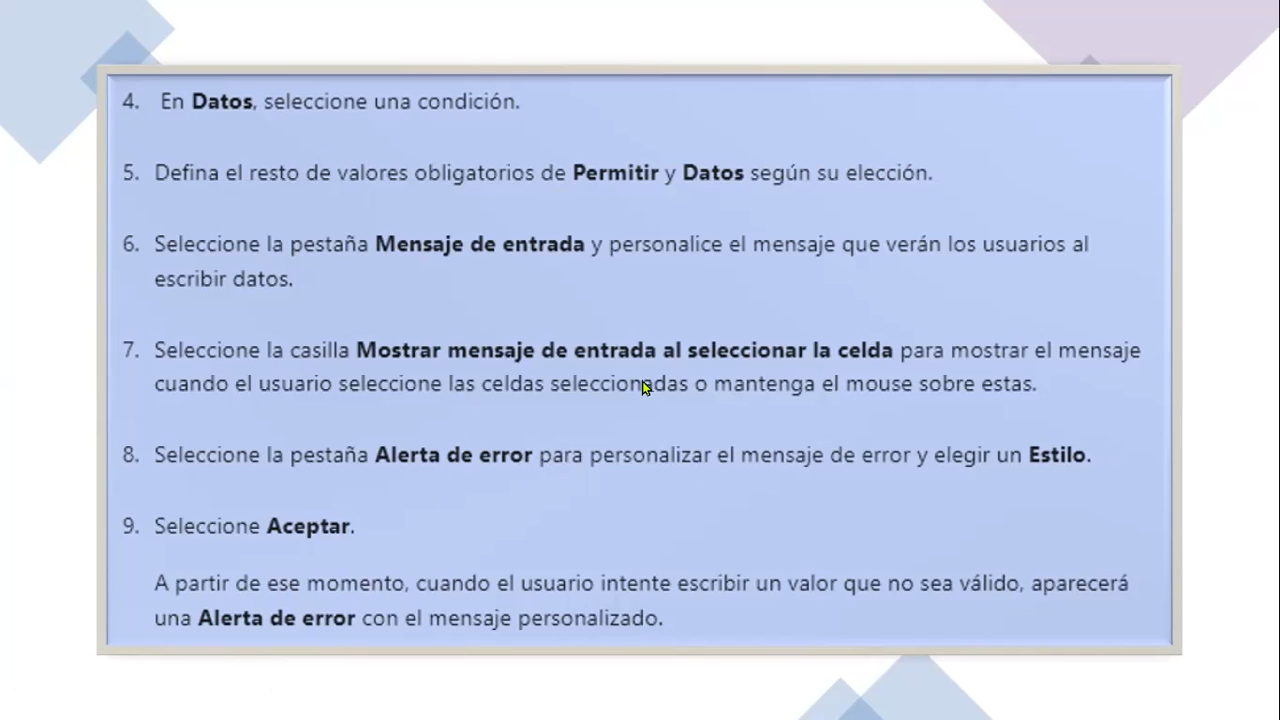 4. En Datos, seleccione una condición.
5. Defina el resto de valores obligatorios de Permitir y Datos según su elección.
6. Seleccione la pestaña Mensaje de entrada y personalice el mensaje que verán los usuarios al
escribir datos.
7. Seleccione la casilla Mostrar mensaje de entrada al seleccionar la celda para mostrar el mensaje
cuando el usuario seleccione las celdas seleccionadas o mantenga el mouse sobre estas.
8. Seleccione la pestaña Alerta de error para personalizar el mensaje de error y elegir un Estilo.
9. Seleccione Aceptar.
A partir de ese momento, cuando el usuario intente escribir un valor que no sea válido, aparecerá
una Alerta de error con el mensaje personalizado.